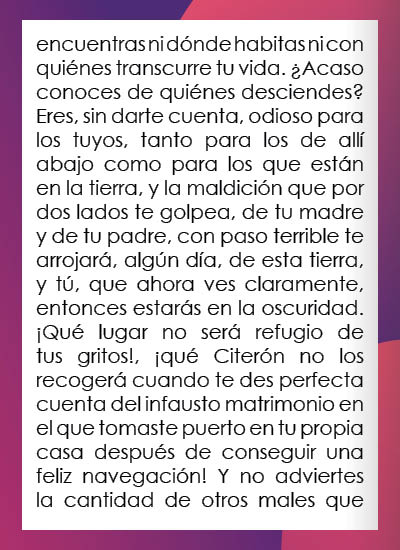 encuentras ni dónde habitas ni con
quiénes transcurre tu vida. ¿Acaso
conoces de quiénes desciendes?
Eres, sin darte cuenta, odioso para
los tuyos, tanto para los de allí
abajo como para los que están
en la tierra, y la maldición que por
dos lados te golpea, de tu madre
y de tu padre, con paso terrible te
arrojará, algún día, de esta tierra,
y tú, que ahora ves claramente,
entonces estarás en la oscuridad.
¡Qué lugar no será refugio de
tus gritos!, ¡qué Citerón no los
recogerá cuando te des perfecta
cuenta del infausto matrimonio en
el que tomaste puerto en tu propia
casa después de conseguir una
feliz navegación! Y no adviertes
la cantidad de otros males que